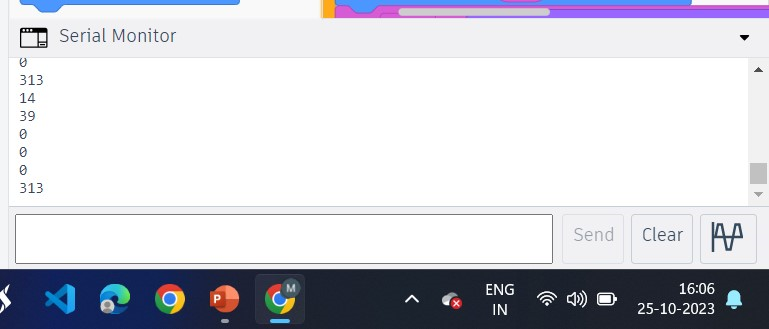 Serial Monitor
0
313
14
39
0
0
0
313
Send
Clear
P
M
ENG
IN
16:06
25-10-2023